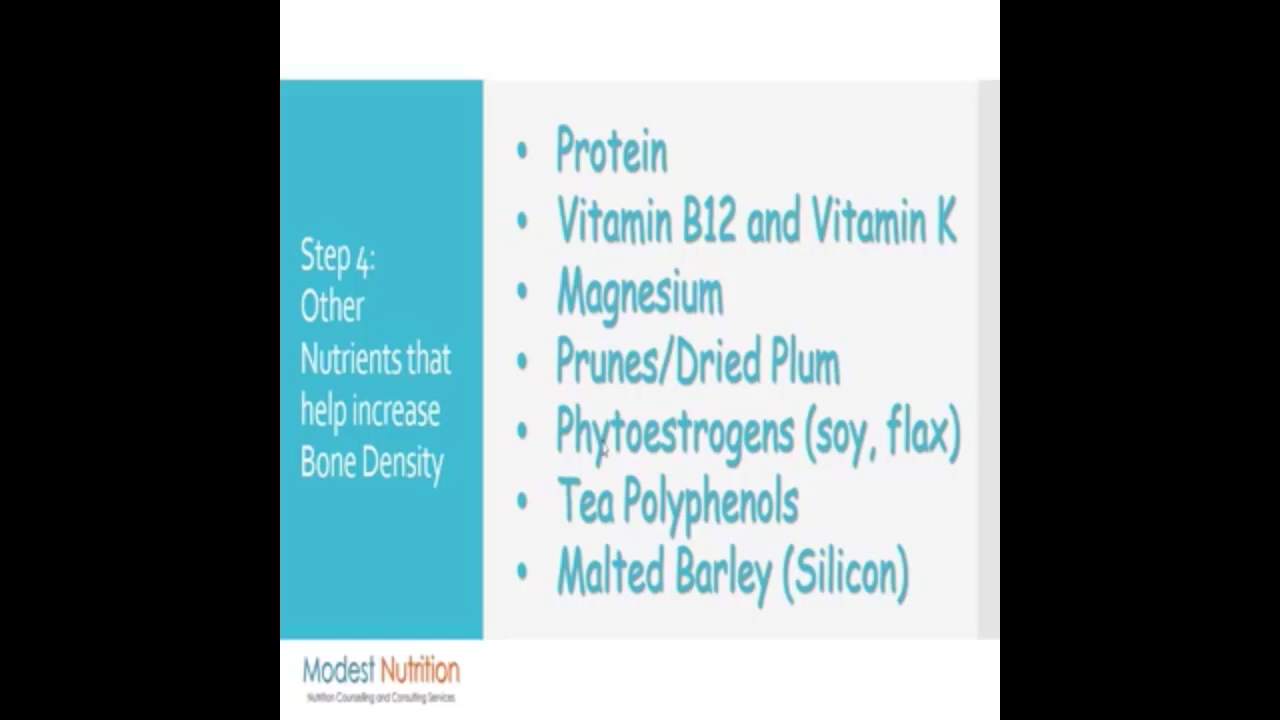 Step 4:
Other
Nutrients that
help increase
Bone Density
• Protein
• Vitamin B12 and Vitamin K
• Magnesium
• Prunes/Dried Plum
• Phytoestrogens (soy, flax)
• Tea Polyphenols
• Malted Barley (Silicon)
Modest Nutrition
Nutrition Counselling and Consulting Services